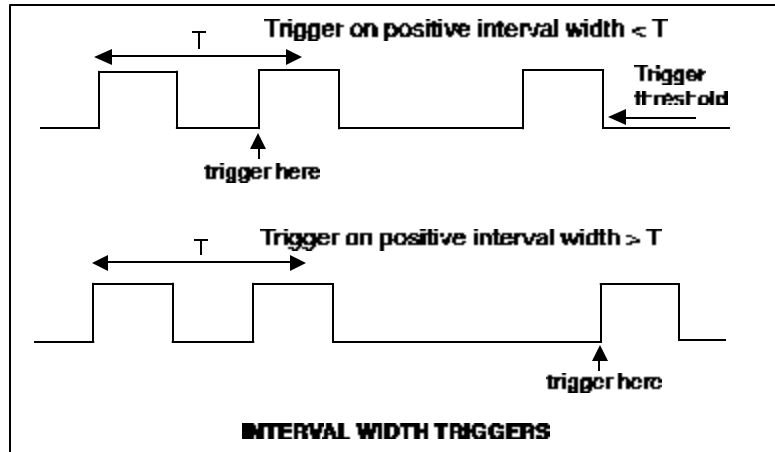 Trigger on positive interval width < T
T
Trigger
threshold
trigger here
Trigger on positive interval width > T
T
trigger here
INTERVAL WIDTH TRIGGERS